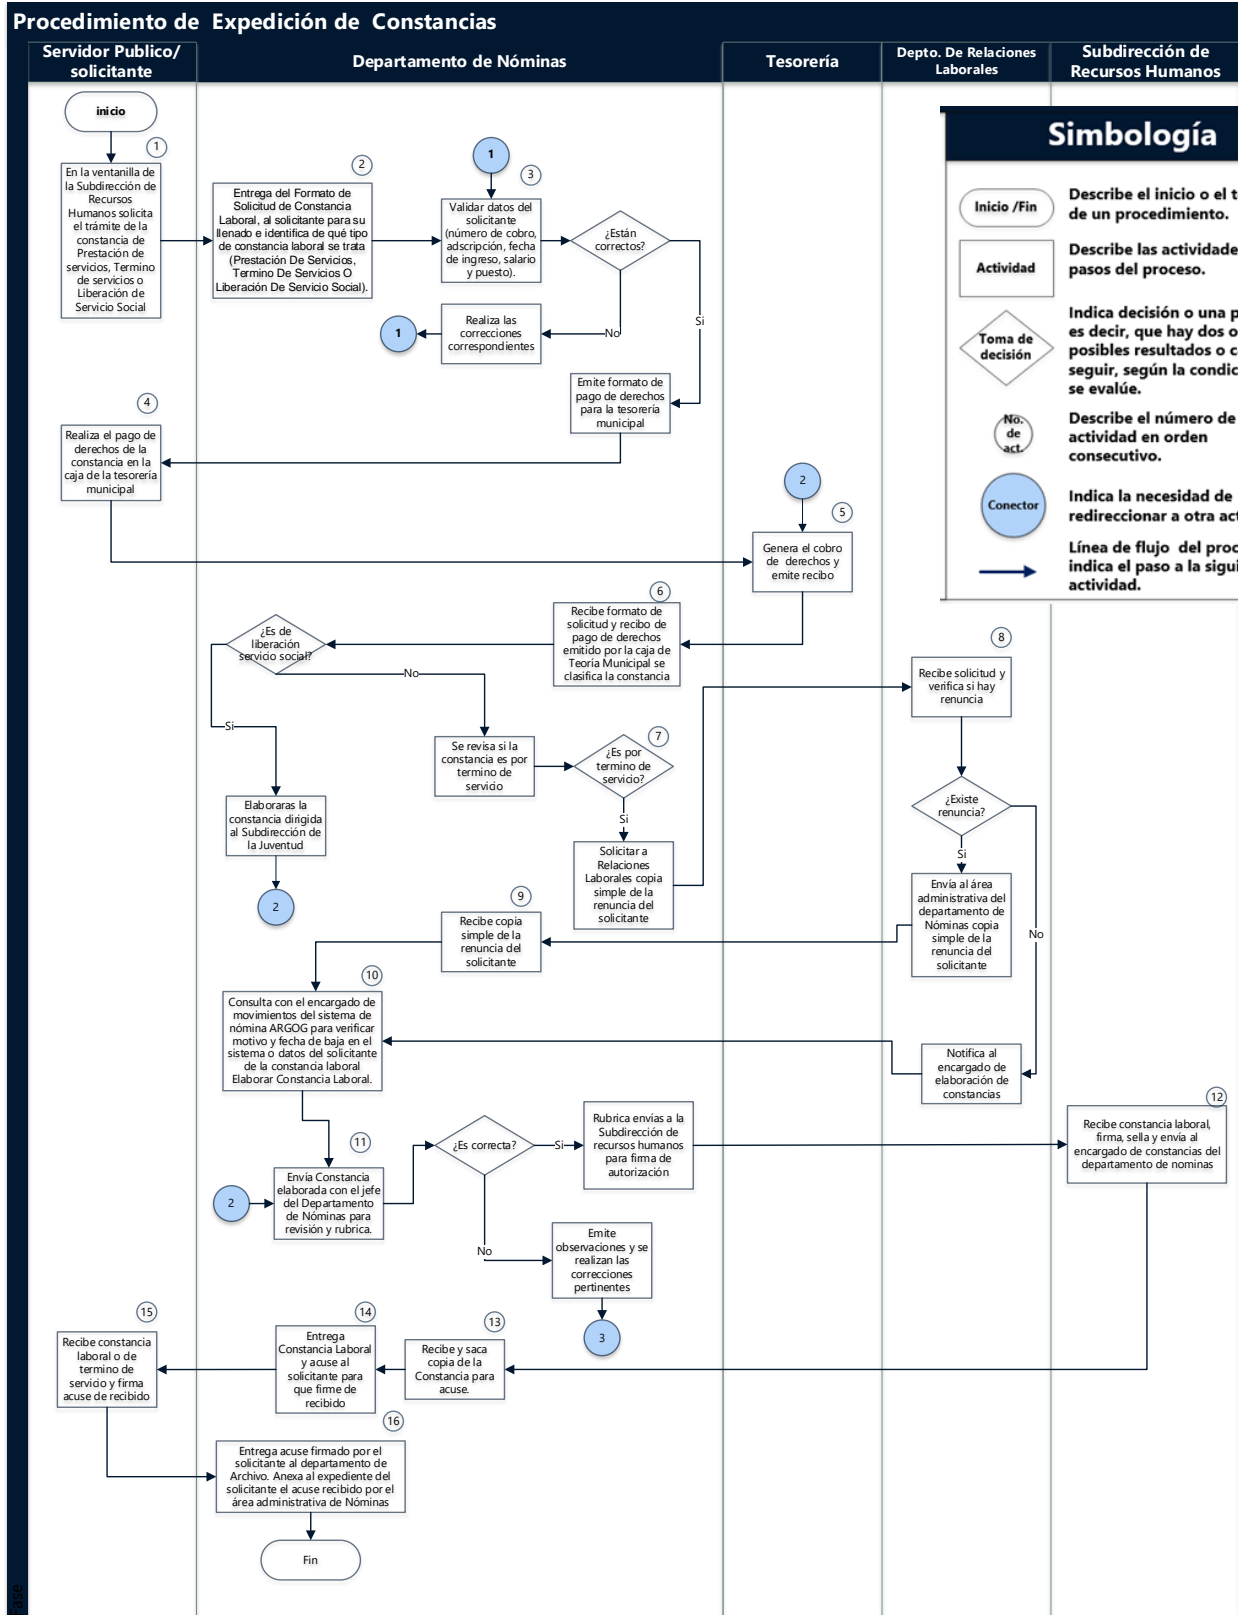 Procedimiento de Expedición de Constancias
Servidor Publico/
solicitante
Departamento de Nóminas
Tesorería
Depto. De Relaciones
Laborales
Subdirección de
Recursos Humanos
inicio
1
En la ventanilla de
la Subdirección de
Recursos
Humanos solicita
el trámite de la
constancia de
Prestación de
servicios, Termino
de servicios o
Liberación de
Servicio Social
2
Entrega del Formato de
Solicitud de Constancia
Laboral, al solicitante para su
llenado e identifica de qué tipo
de constancia laboral se trata
(Prestación De Servicios,
Termino De Servicios O
Liberación De Servicio Social).
1
3
Validar datos del
solicitante
(número de cobro,
adscripción, fecha
de ingreso, salario
y puesto).
¿Están
correctos?
Si
No
Realiza las
correcciones
correspondientes
1
Emite formato de
pago de derechos
para la tesorería
municipal
4
Realiza el pago de
derechos de la
constancia en la
caja de la tesorería
municipal
2
5
Genera el cobro
de derechos y
emite recibo
Simbología
Inicio /Fin
Describe el inicio o el t
de un procedimiento.
Actividad
Describe las actividade
pasos del proceso.
Toma de
decisión
Indica decisión o una p
es decir, que hay dos o
posibles resultados o c
seguir, según la condic
se evalúe.
No.
de
act.
Describe el número de
actividad en orden
consecutivo.
Conector
Indica la necesidad de
redireccionar a otra act
Línea de flujo del proc
indica el paso a la sigui
actividad.
6
Recibe formato de
solicitud y recibo de
pago de derechos
emitido por la caja de
Teoría Municipal se
clasifica la constancia
¿Es de
liberación
servicio social?
No
Si
Elaboraras la
constancia dirigida
al Subdirección de
la Juventud
2
Se revisa si la
constancia es por
termino de
servicio
7
¿Es por
termino de
servicio?
Si
Solicitar a
Relaciones
Laborales copia
simple de la
renuncia del
solicitante
8
Recibe solicitud y
verifica si hay
renuncia
¿Existe
renuncia?
Si
No
Envía al área
administrativa del
departamento de
Nóminas copia
simple de la
renuncia del
solicitante
9
Recibe copia
simple de la
renuncia del
solicitante
10
Consulta con el encargado de
movimientos del sistema de
nómina ARGOG para verificar
motivo y fecha de baja en el
sistema o datos del solicitante
de la constancia laboral
Elaborar Constancia Laboral.
Notifica al
encargado de
elaboración de
constancias
11
2
Envía Constancia
elaborada con el jefe
del Departamento
de Nóminas para
revisión y rubrica.
¿Es correcta?
Si
No
Rubrica envias a la
Subdirección de
recursos humanos
para firma de
autorización
12
Recibe constancia laboral,
firma, sella y envía al
encargado de constancias del
departamento de nominas
Emite
observaciones y se
realizan las
correcciones
pertinentes
3
13
Recibe y saca
copia de la
Constancia para
acuse.
14
Entrega
Constancia Laboral
y acuse al
solicitante para
que firme de
recibido
15
Recibe constancia
laboral o de
termino de
servicio y firma
acuse de recibido
16
Entrega acuse firmado por el
solicitante al departamento de
Archivo. Anexa al expediente del
solicitante el acuse recibido por el
área administrativa de Nóminas
Fin
Fase